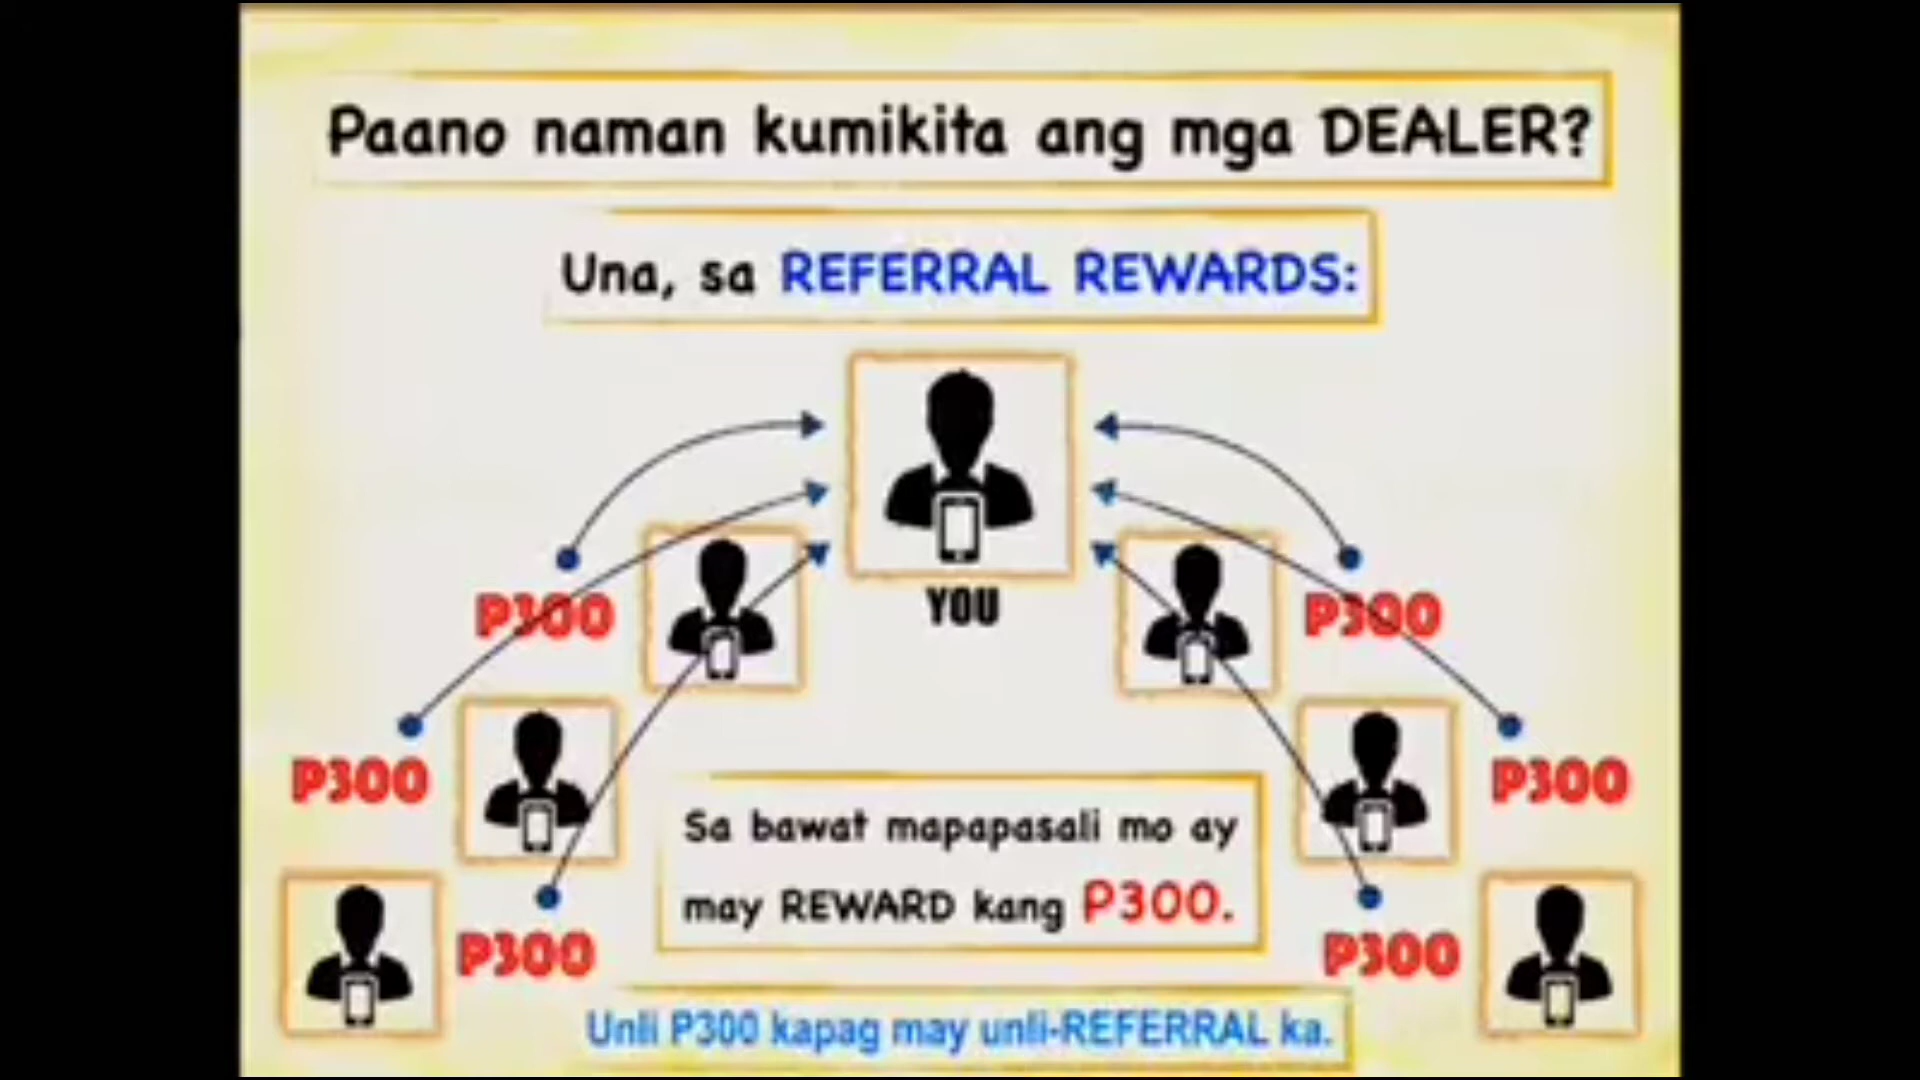 Paano naman kumikita ang mga DEALER?
Una, sa REFERRAL REWARDS:
YOU
P300
P300
P300
P300
Sa bawat mapapasali mo ay
may REWARD kang P300.
P300
P300
Unli P300 kapag may unli-REFERRAL ka.